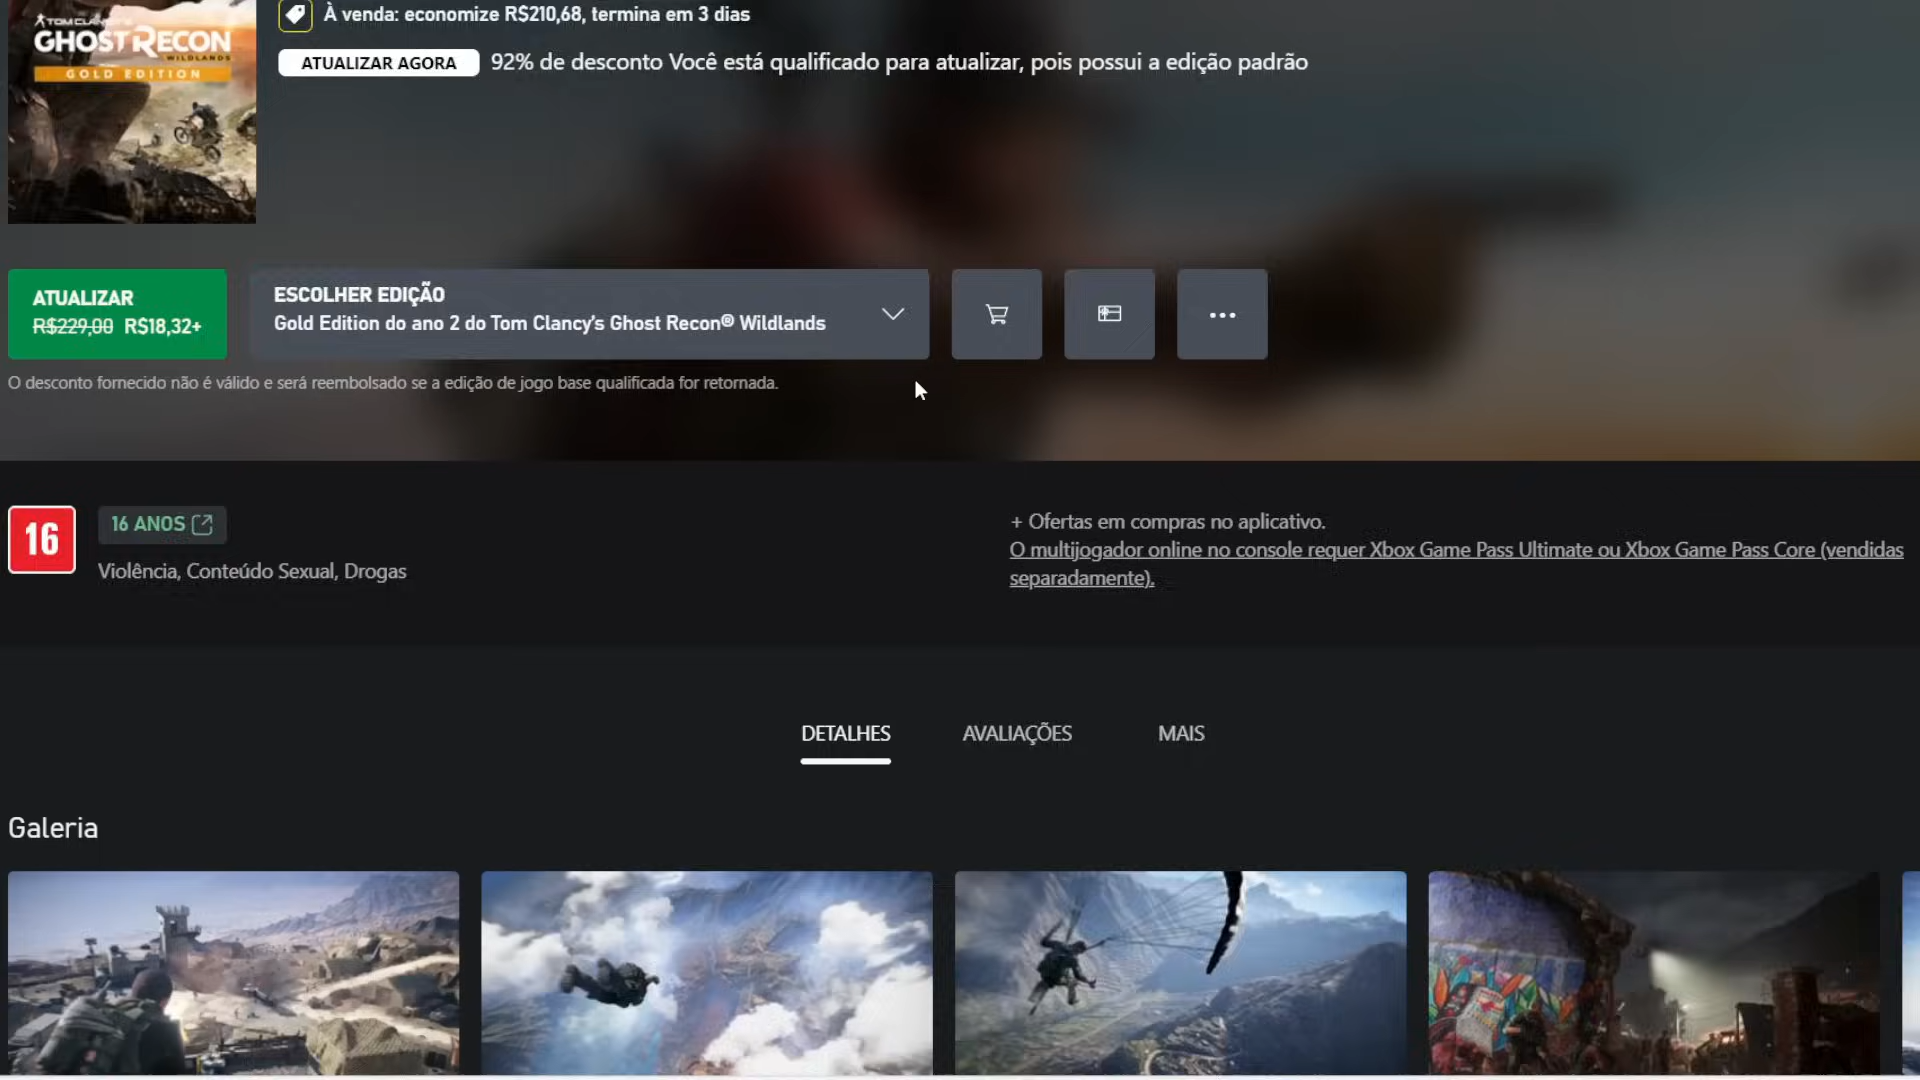 À venda: economize R$210,68, termina em 3 dias
TOM CLANCY'S
GHOST RECON
WILDLANDS
GOLD EDITION
ATUALIZAR AGORA 92% de desconto Você está qualificado para atualizar, pois possui a edição padrão
ATUALIZAR
R$229,00 R$18,32+
ESCOLHER EDIÇÃO
Gold Edition do ano 2 do Tom Clancy's Ghost Recon® Wildlands
O desconto fornecido não é válido e será reembolsado se a edição de jogo base qualificada for retornada.
16
16 ANOS
Violência, Conteúdo Sexual, Drogas
+ Ofertas em compras no aplicativo.
O multijogador online no console requer Xbox Game Pass Ultimate ou Xbox Game Pass Core (vendidas
separadamente).
DETALHES
AVALIAÇÕES
MAIS
Galeria